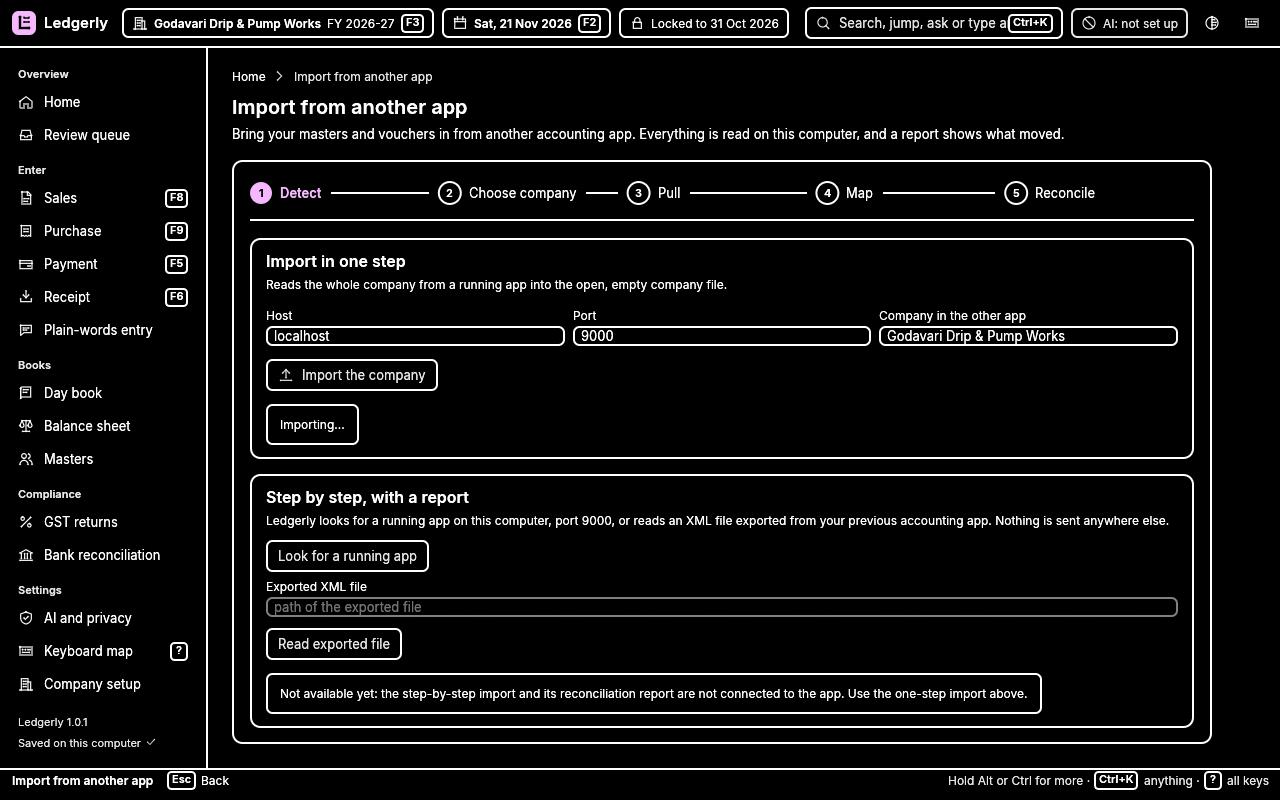 Ledgerly
Godavari Drip & Pump Works FY 2026-27 F3
Sat, 21 Nov 2026 F2
Locked to 31 Oct 2026
Search, jump, ask or type a Ctrl+K
AI: not set up
Overview
Home
Review queue
Enter
Sales F8
Purchase F9
Payment F5
Receipt F6
Plain-words entry
Books
Day book
Balance sheet
Masters
Compliance
GST returns
Bank reconciliation
Settings
AI and privacy
Keyboard map ?
Company setup
Ledgerly 1.0.1
Saved on this computer
Home Import from another app
Import from another app
Bring your masters and vouchers in from another accounting app. Everything is read on this computer, and a report shows what moved.
1 Detect 2 Choose company 3 Pull 4 Map 5 Reconcile
Import in one step
Reads the whole company from a running app into the open, empty company file.
Host Port Company in the other app
localhost 9000 Godavari Drip & Pump Works
Import the company
Importing...
Step by step, with a report
Ledgerly looks for a running app on this computer, port 9000, or reads an XML file exported from your previous accounting app. Nothing is sent anywhere else.
Look for a running app
Exported XML file
path of the exported file
Read exported file
Not available yet: the step-by-step import and its reconciliation report are not connected to the app. Use the one-step import above.
Import from another app Esc Back
Hold Alt or Ctrl for more · Ctrl+K anything · ? all keys